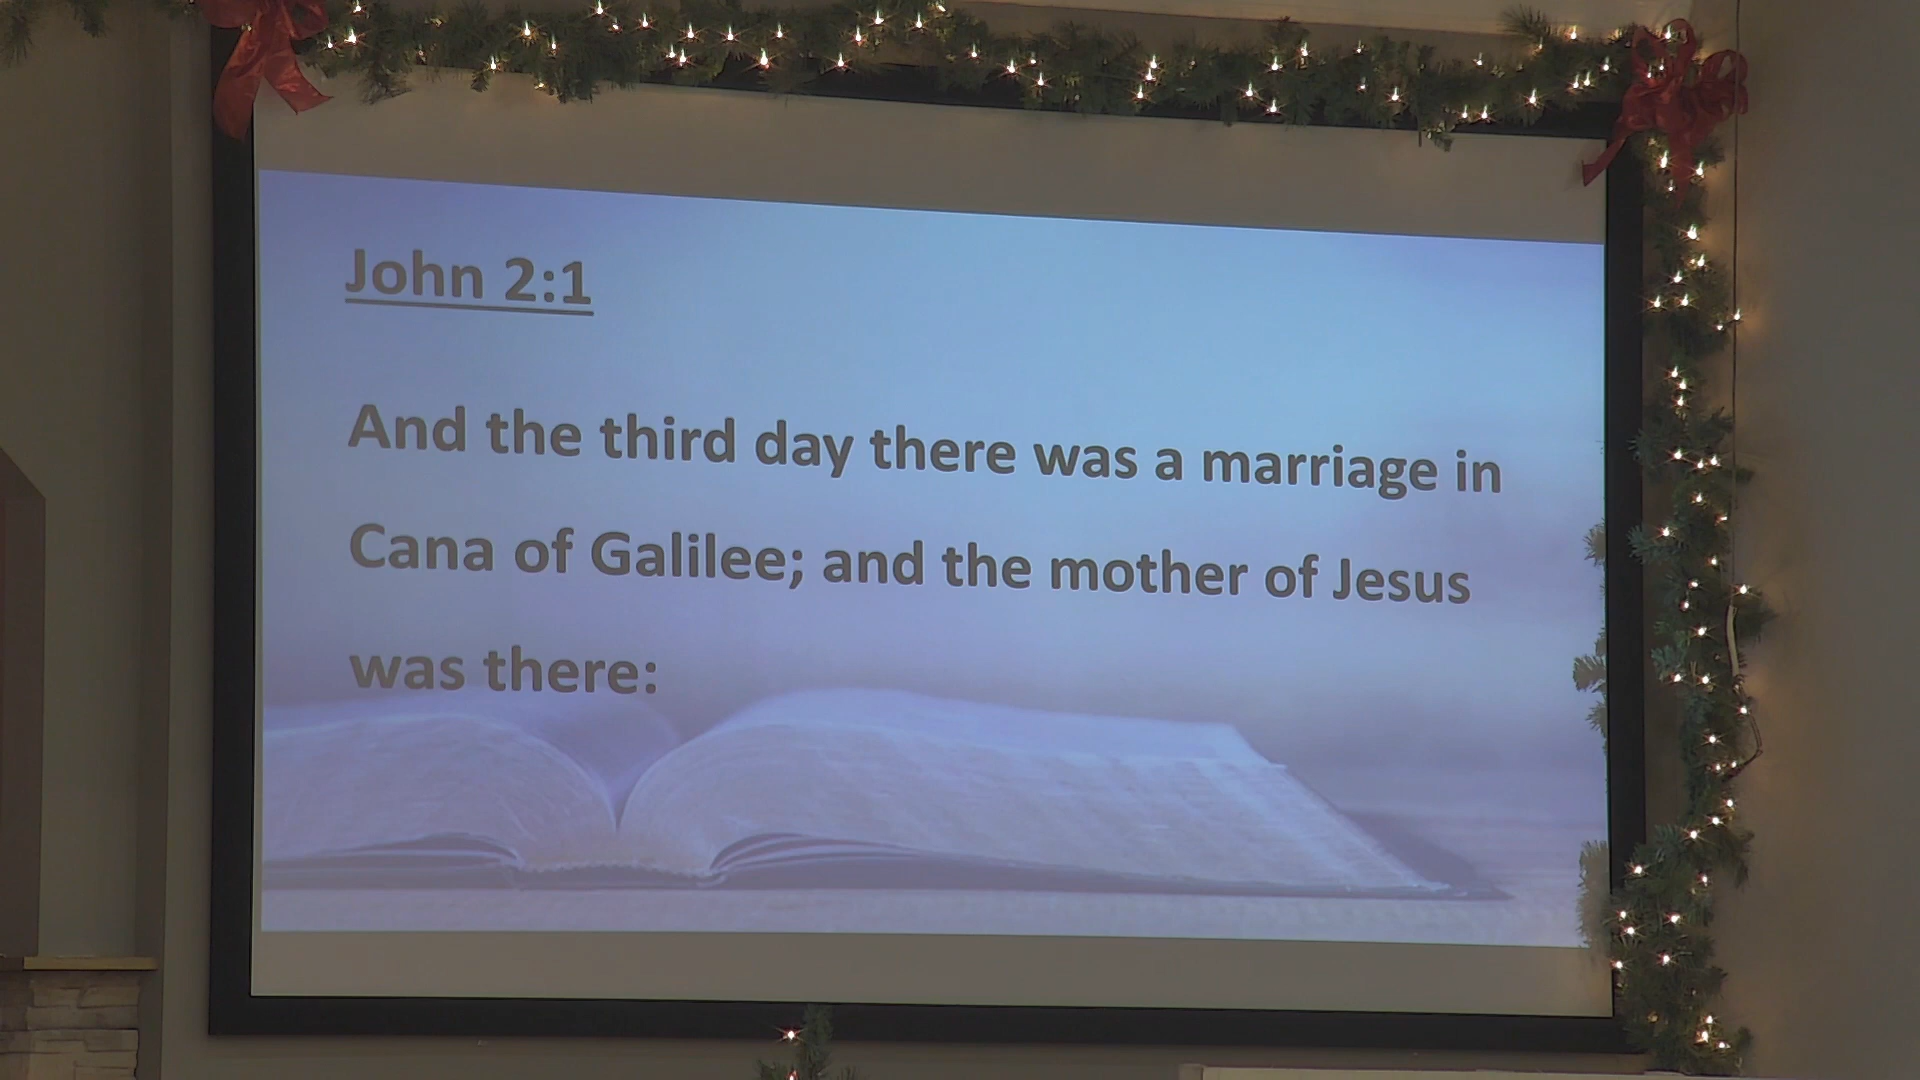 John 2:1
And the third day there was a marriage in
Cana of Galilee; and the mother of Jesus
was there: